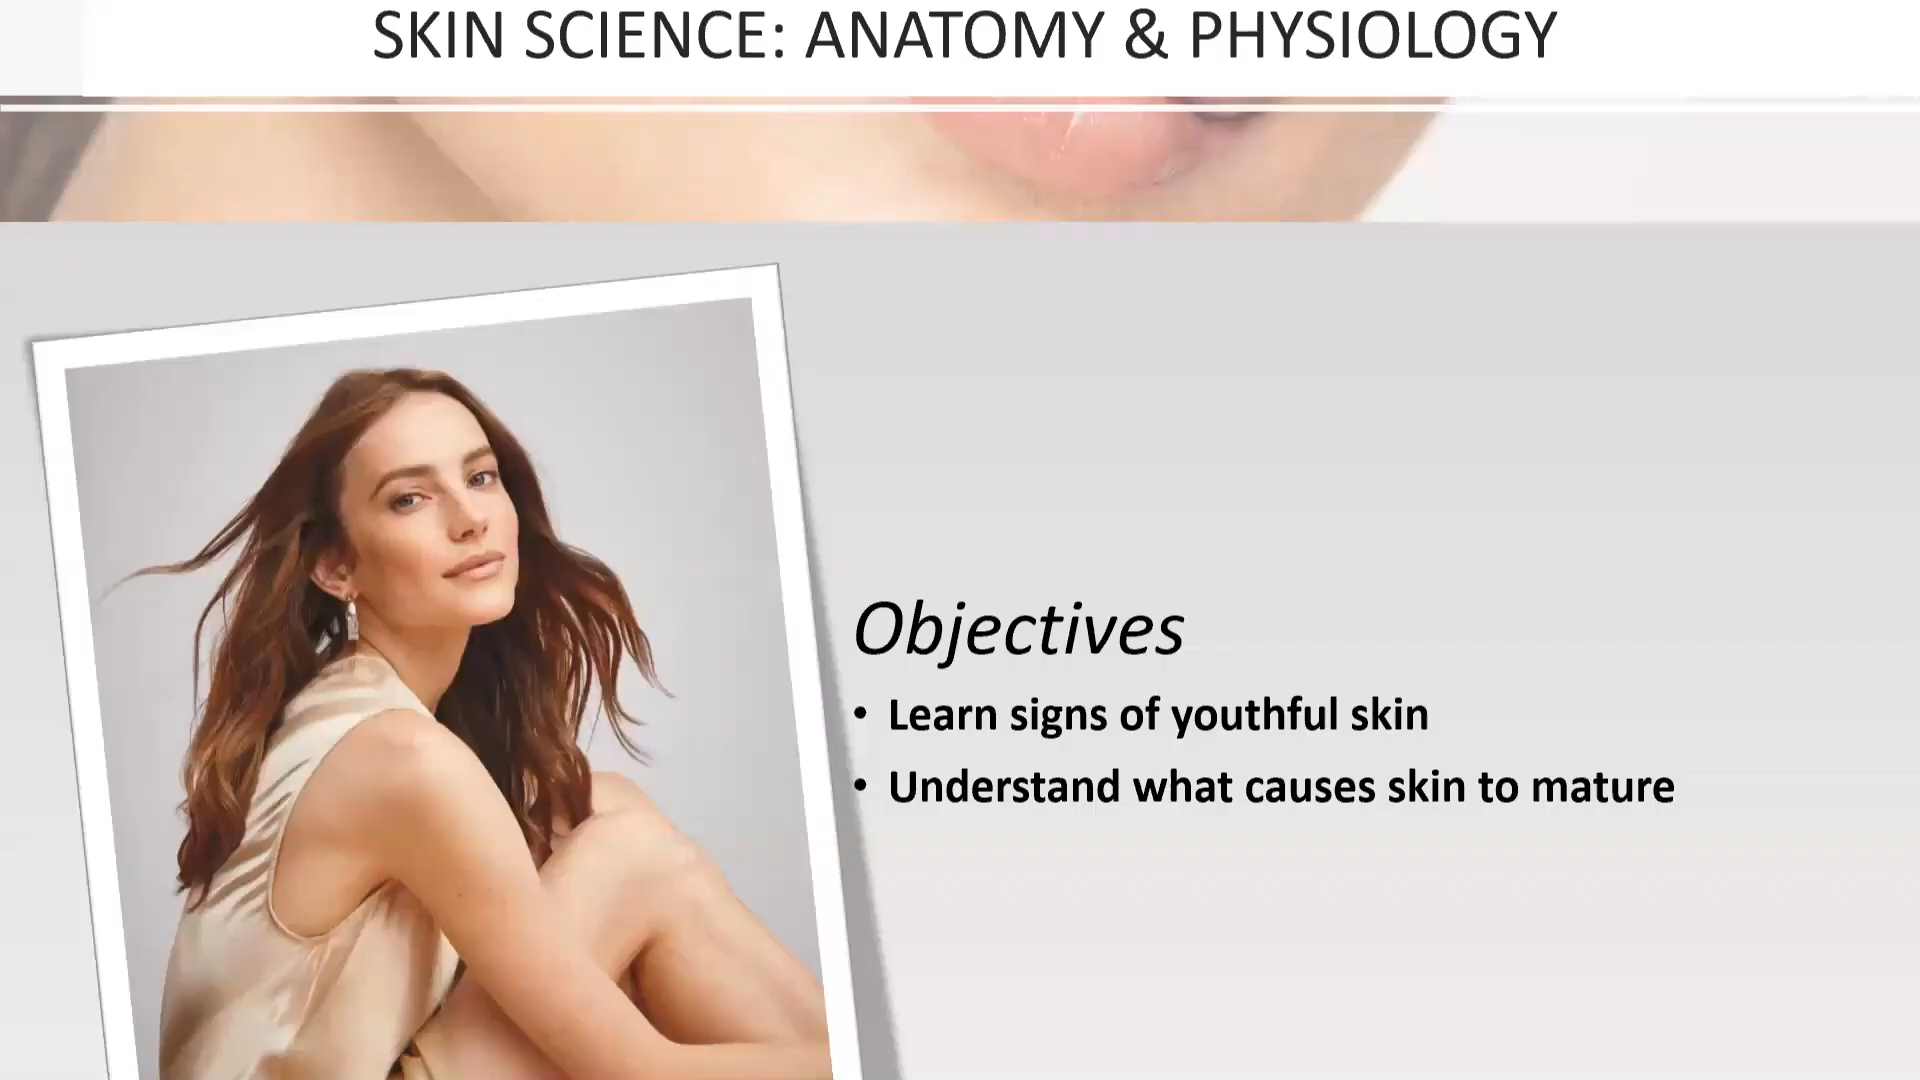 SKIN SCIENCE: ANATOMY & PHYSIOLOGY
Objectives
• Learn signs of youthful skin
• Understand what causes skin to mature